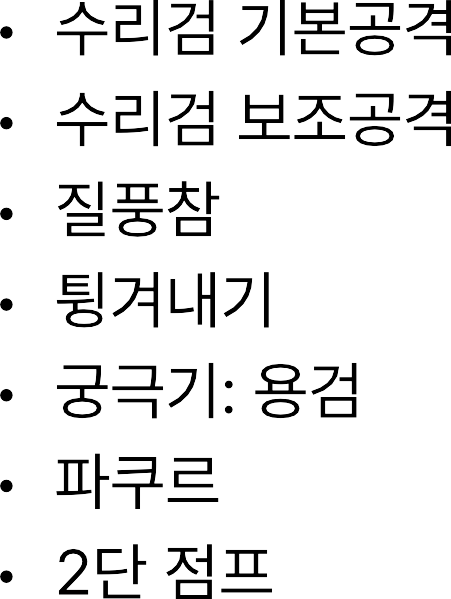 • 수리검 기본공격
• 수리검 보조공격
• 질풍참
• 튕겨내기
• 궁극기: 용검
• 파쿠르
• 2단 점프